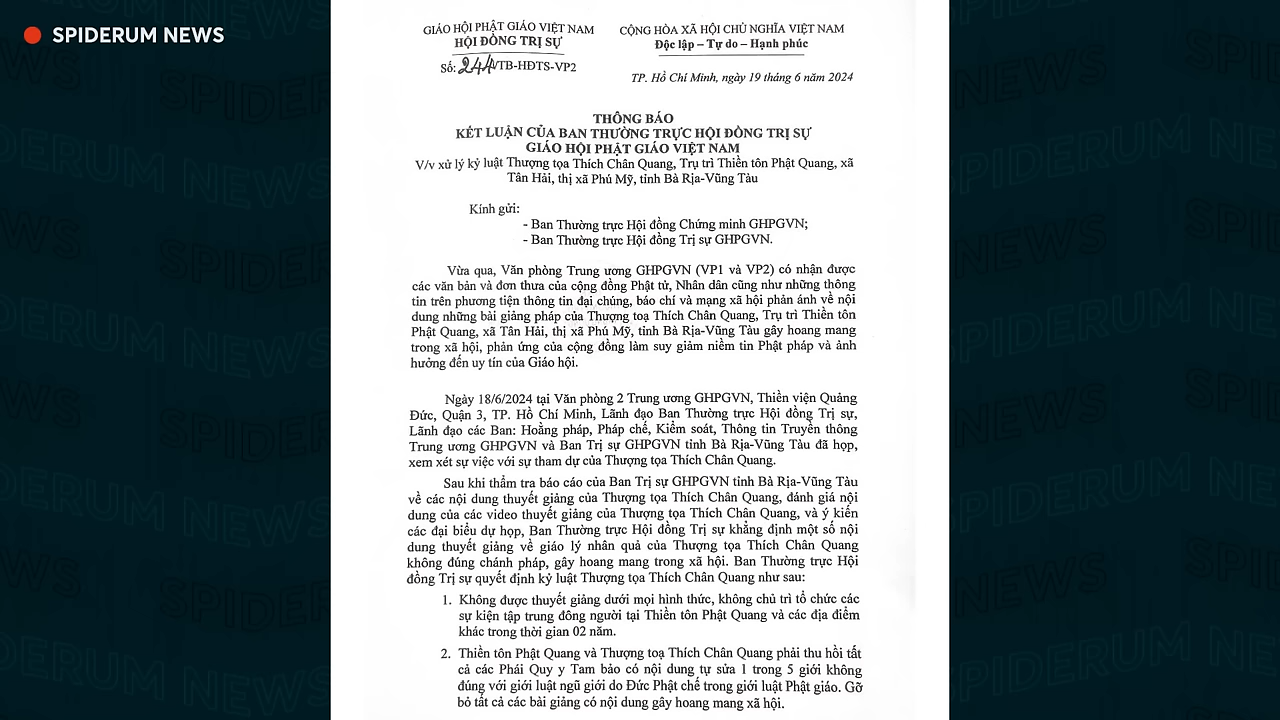 SPIDERUM NEWS
GIÁO HỘI PHẬT GIÁO VIỆT NAM
HỘI ĐỒNG TRỊ SỰ
Số: 244/TB-HĐTS-VP2
CỘNG HÒA XÃ HỘI CHỦ NGHĨA VIỆT NAM
Độc lập – Tự do – Hạnh phúc
TP. Hồ Chí Minh, ngày 19 tháng 6 năm 2024
THÔNG BÁO
KẾT LUẬN CỦA BAN THƯỜNG TRỰC HỘI ĐỒNG TRỊ SỰ
GIÁO HỘI PHẬT GIÁO VIỆT NAM
V/v xử lý kỷ luật Thượng tọa Thích Chân Quang, Trụ trì Thiền tôn Phật Quang, xã
Tân Hải, thị xã Phú Mỹ, tỉnh Bà Rịa-Vũng Tàu
Kính gửi:
- Ban Thường trực Hội đồng Chứng minh GHPGVN;
- Ban Thường trực Hội đồng Trị sự GHPGVN.
Vừa qua, Văn phòng Trung ương GHPGVN (VP1 và VP2) có nhận được
các văn bản và đơn thưa của cộng đồng Phật tử, Nhân dân cũng như những thông
tin trên phương tiện thông tin đại chúng, báo chí và mạng xã hội phản ánh về nội
dung những bài giảng pháp của Thượng toạ Thích Chân Quang, Trụ trì Thiền tôn
Phật Quang, xã Tân Hải, thị xã Phú Mỹ, tỉnh Bà Rịa-Vũng Tàu gây hoang mang
trong xã hội, phản ứng của cộng đồng làm suy giảm niềm tin Phật pháp và ảnh
hưởng đến uy tín của Giáo hội.
Ngày 18/6/2024 tại Văn phòng 2 Trung ương GHPGVN, Thiền viện Quảng
Đức, Quận 3, TP. Hồ Chí Minh, Lãnh đạo Ban Thường trực Hội đồng Trị sự,
Lãnh đạo các Ban: Hoằng pháp, Pháp chế, Kiểm soát, Thông tin Truyền thông
Trung ương GHPGVN và Ban Trị sự GHPGVN tỉnh Bà Rịa-Vũng Tàu đã họp,
xem xét sự việc với sự tham dự của Thượng tọa Thích Chân Quang.
Sau khi thẩm tra báo cáo của Ban Trị sự GHPGVN tỉnh Bà Rịa-Vũng Tàu
về các nội dung thuyết giảng của Thượng tọa Thích Chân Quang, đánh giá nội
dung của các video thuyết giảng của Thượng tọa Thích Chân Quang, và ý kiến
các đại biểu dự họp, Ban Thường trực Hội đồng Trị sự khẳng định một số nội
dung thuyết giảng về giáo lý nhân quả của Thượng tọa Thích Chân Quang
không đúng chánh pháp, gây hoang mang trong xã hội. Ban Thường trực Hội
đồng Trị sự quyết định kỷ luật Thượng tọa Thích Chân Quang như sau:
1. Không được thuyết giảng dưới mọi hình thức, không chủ trì tổ chức các
sự kiện tập trung đông người tại Thiền tôn Phật Quang và các địa điểm
khác trong thời gian 02 năm.
2. Thiền tôn Phật Quang và Thượng toạ Thích Chân Quang phải thu hồi tất
cả các Phái Quy y Tam bảo có nội dung tự sửa 1 trong 5 giới không
đúng với giới luật ngũ giới do Đức Phật chế trong giới luật Phật giáo. Gỡ
bỏ tất cả các bài giảng có nội dung gây hoang mang xã hội.